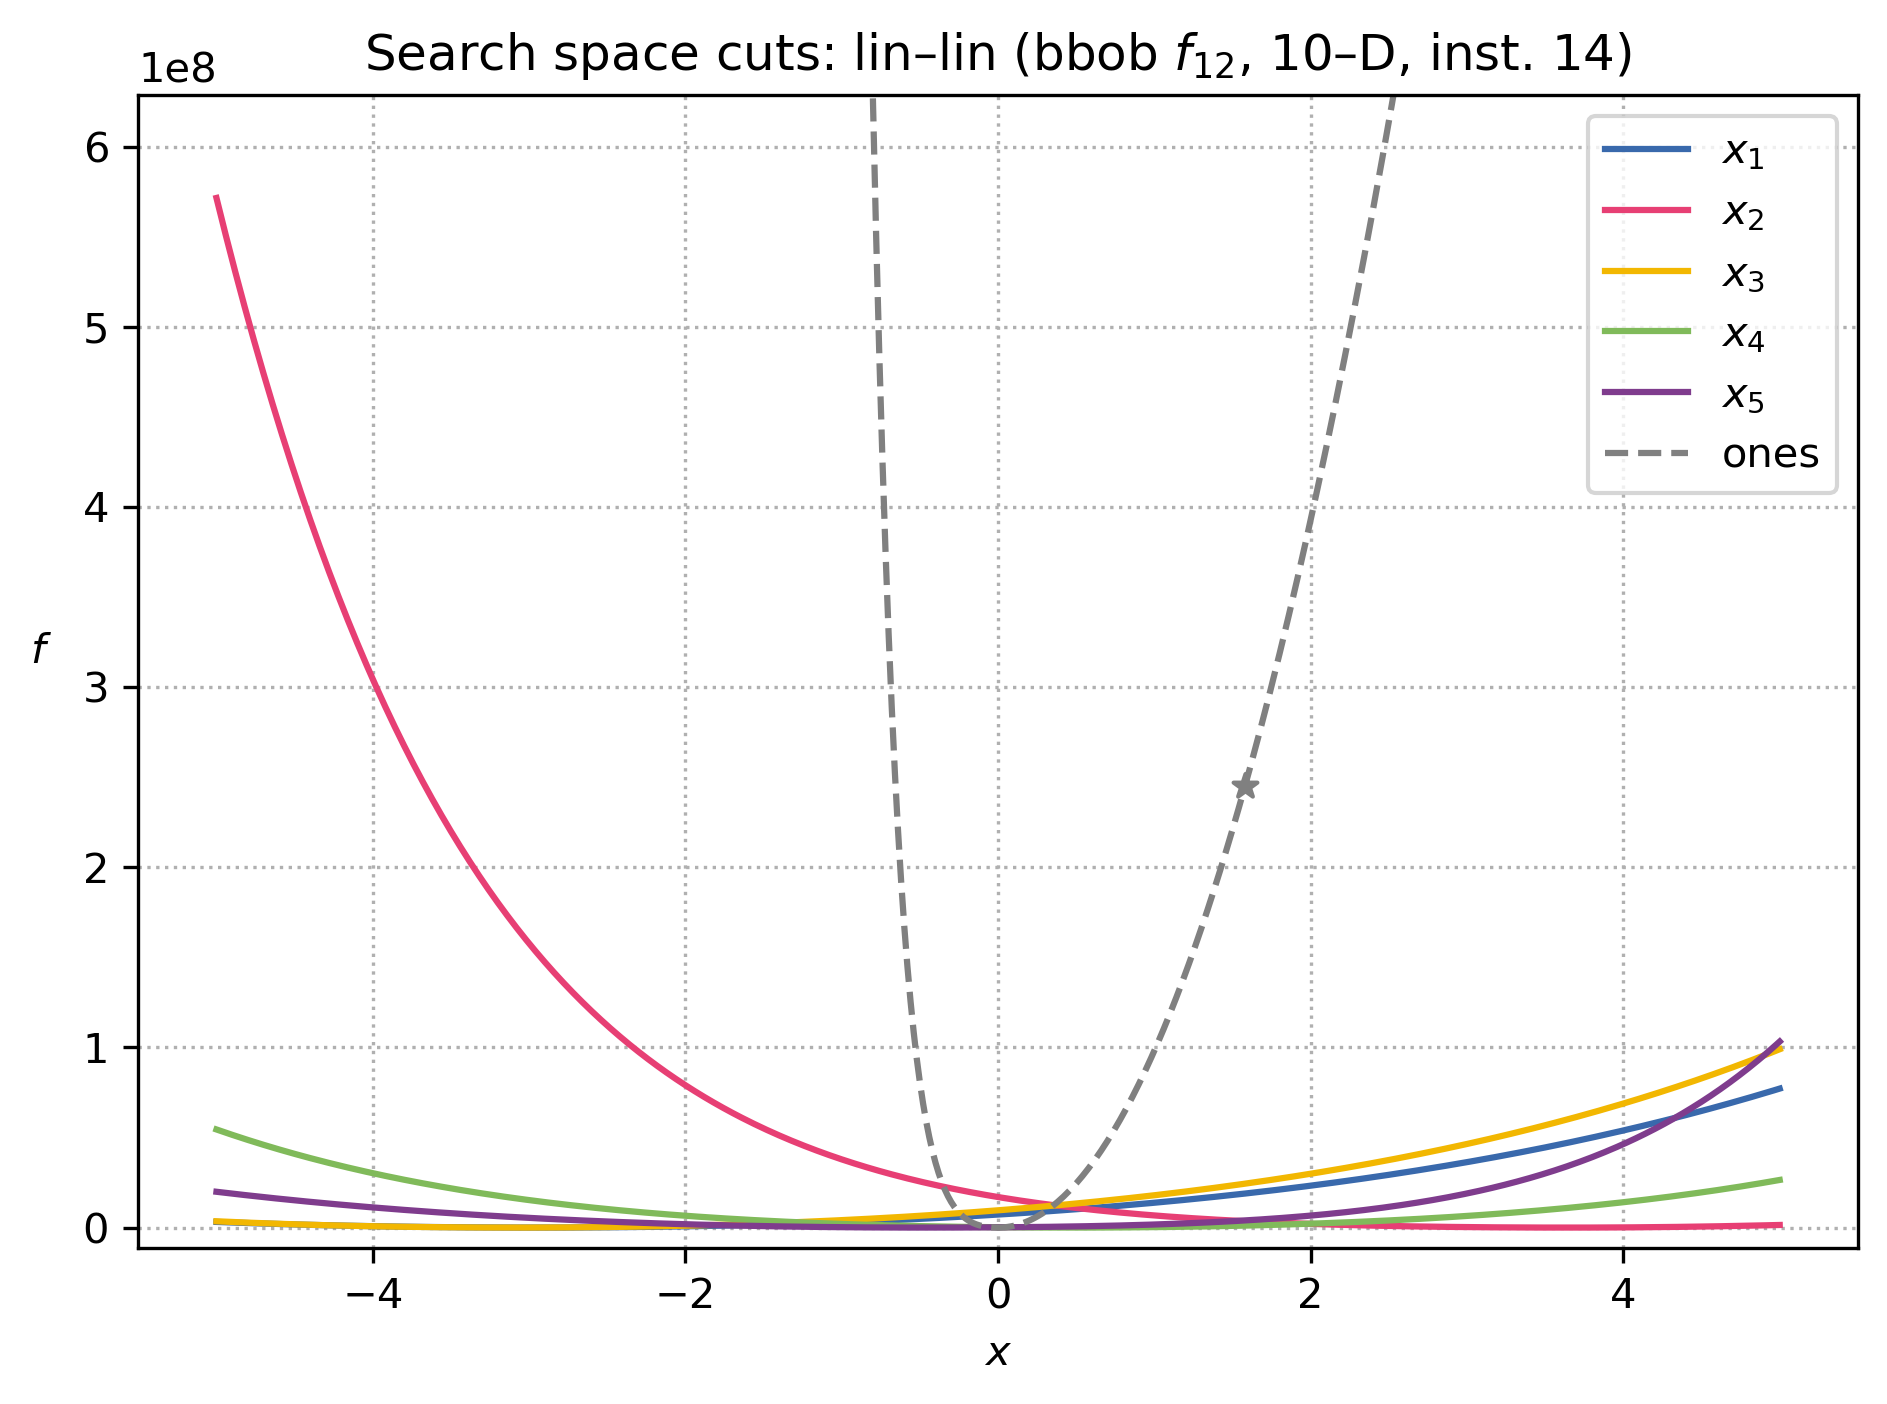 Search space cuts: lin–lin (bbob f12, 10–D, inst. 14)
1e8
6
5
4
3
2
1
0
f
−4
−2
0
2
4
x
x1
x2
x3
x4
x5
ones